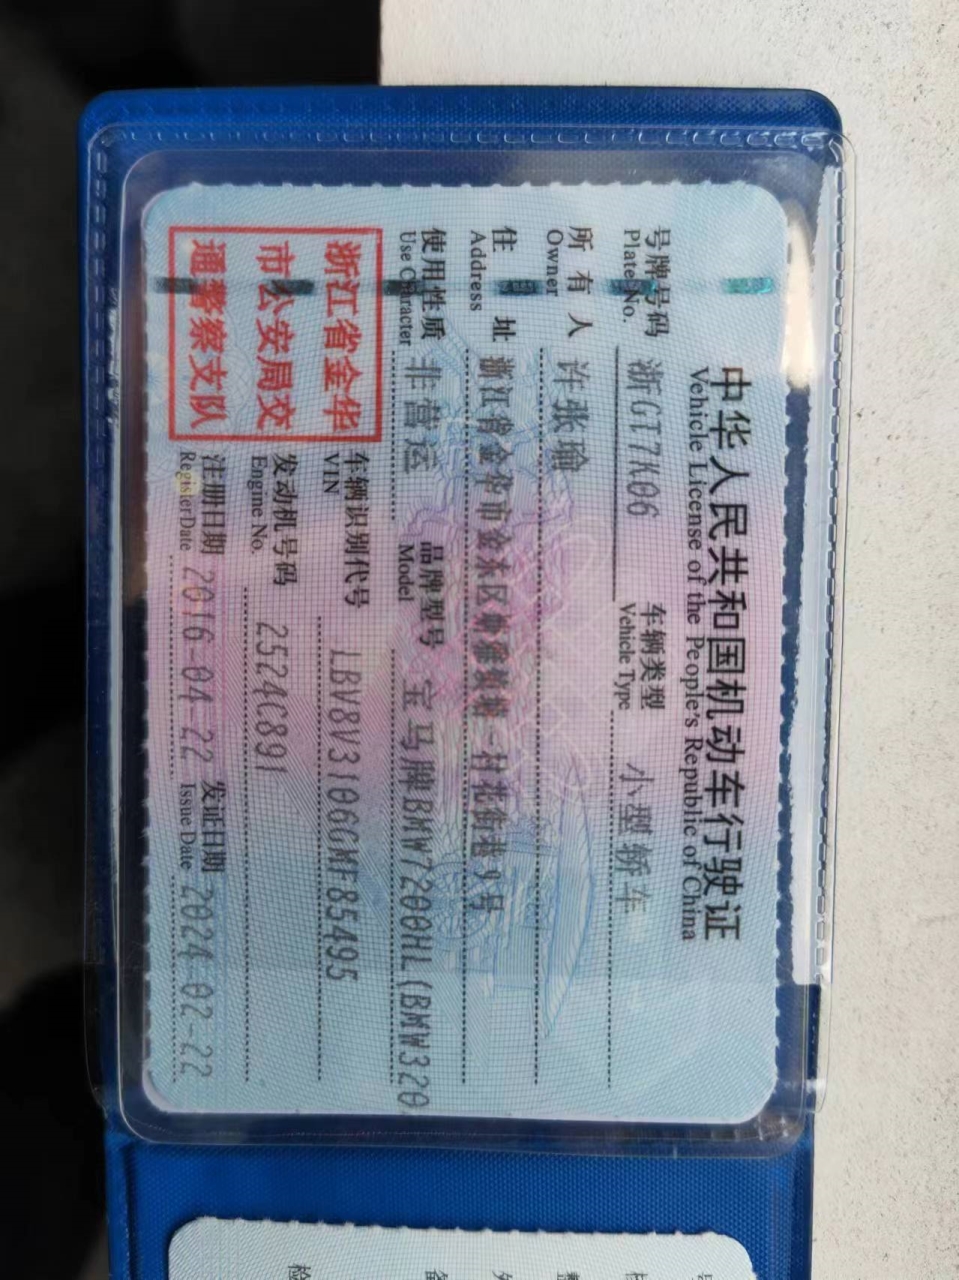 中华人民共和国机动车行驶证
Vehicle License of the People's Republic of China
号牌号码 浙GT7K06 车辆类型 小型轿车
Plate No. Vehicle Type
所有人 许张瑜
Owner
住址 浙江省金华市金东区 村花街巷9号
Address
使用性质 非营运 品牌型号 宝马牌BMW7200HL(BMW320
Use Character Model
浙江省金华
市公安局交
通警察支队
车辆识别代号 LBV8V3106GMF85495
VIN
发动机号码 2524C891
Engine No.
注册日期 2016-04-22 发证日期 2024-02-22
Register Date Issue Date